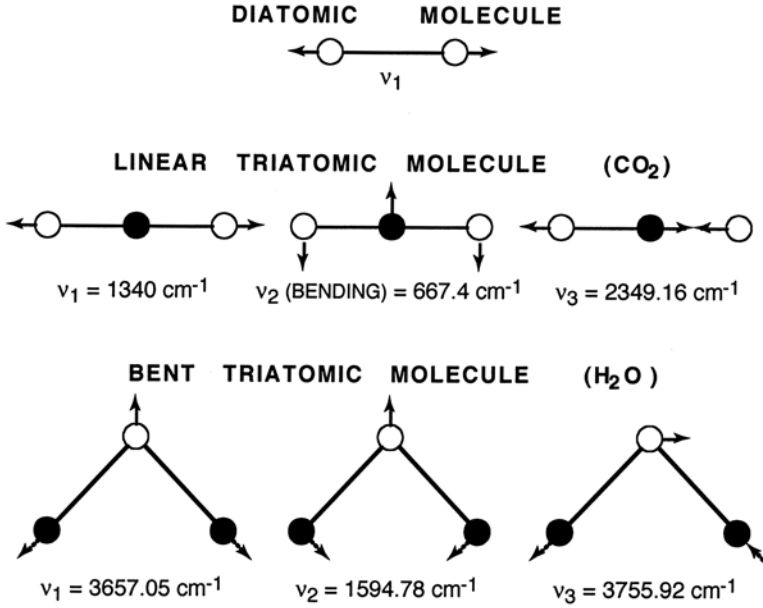 DIATOMIC MOLECULE
ν₁
LINEAR TRIATOMIC MOLECULE (CO₂)
ν₁ = 1340 cm⁻¹
ν₂ (BENDING) = 667.4 cm⁻¹
ν₃ = 2349.16 cm⁻¹
BENT TRIATOMIC MOLECULE (H₂O)
ν₁ = 3657.05 cm⁻¹
ν₂ = 1594.78 cm⁻¹
ν₃ = 3755.92 cm⁻¹